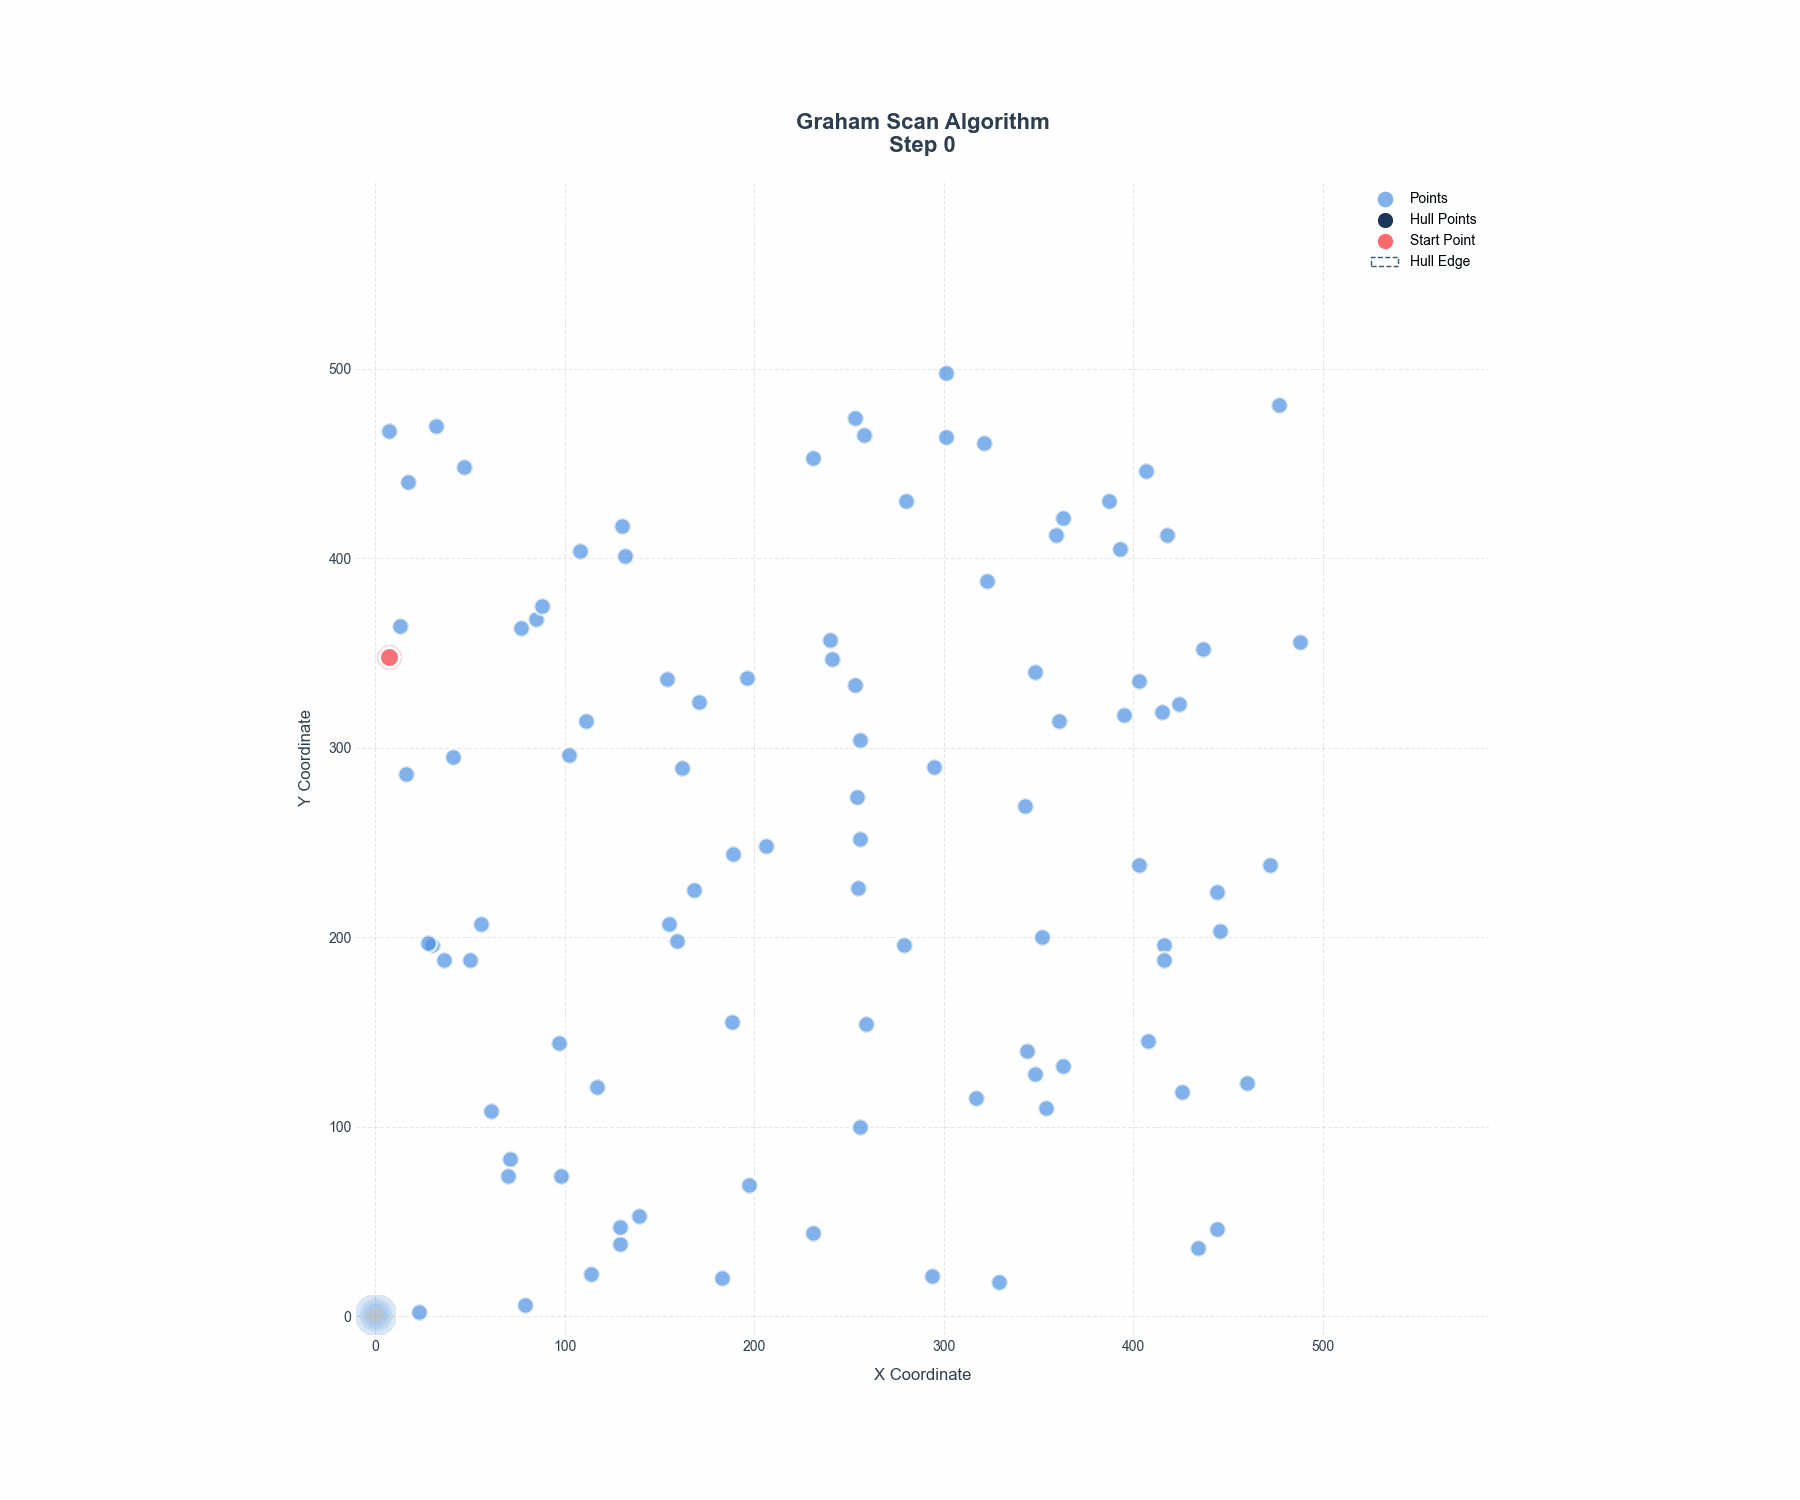 Graham Scan Algorithm
Step 0
Points
Hull Points
Start Point
Hull Edge
500
400
300
200
100
0
Y Coordinate
0 100 200 300 400 500
X Coordinate